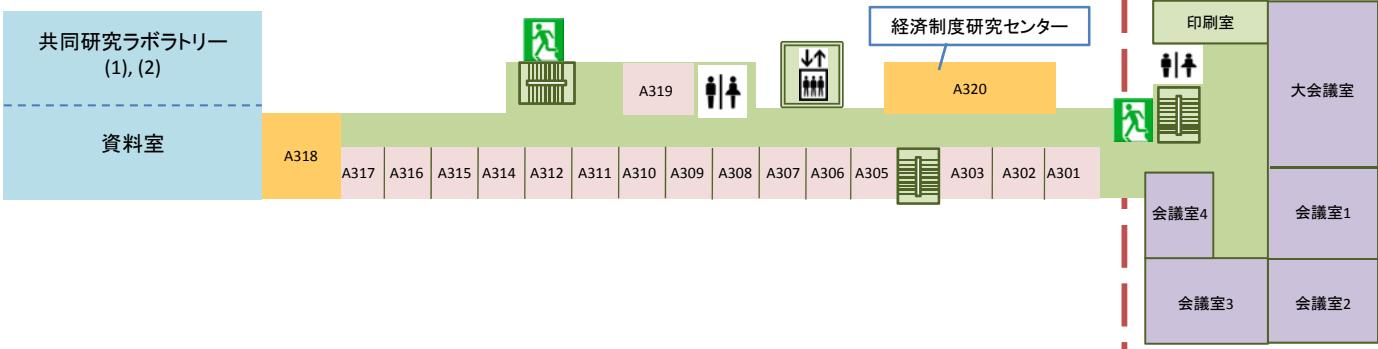 共同研究ラボラトリー
(1), (2)
資料室
経済制度研究センター
印刷室
A319
A320
大会議室
A318
A317
A316
A315
A314
A312
A311
A310
A309
A308
A307
A306
A305
A303
A302
A301
会議室4
会議室1
会議室3
会議室2